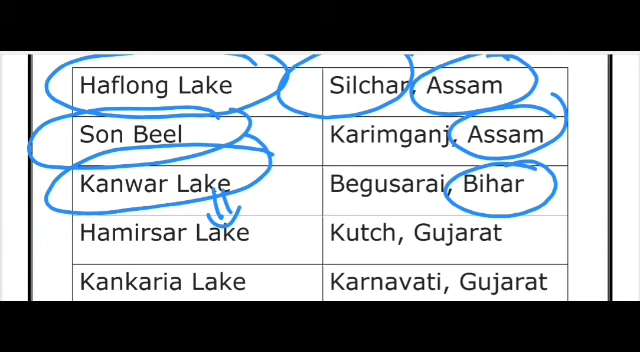 Haflong Lake Silchar, Assam
Son Beel Karimganj, Assam
Kanwar Lake Begusarai, Bihar
Hamirsar Lake Kutch, Gujarat
Kankaria Lake Karnavati, Gujarat